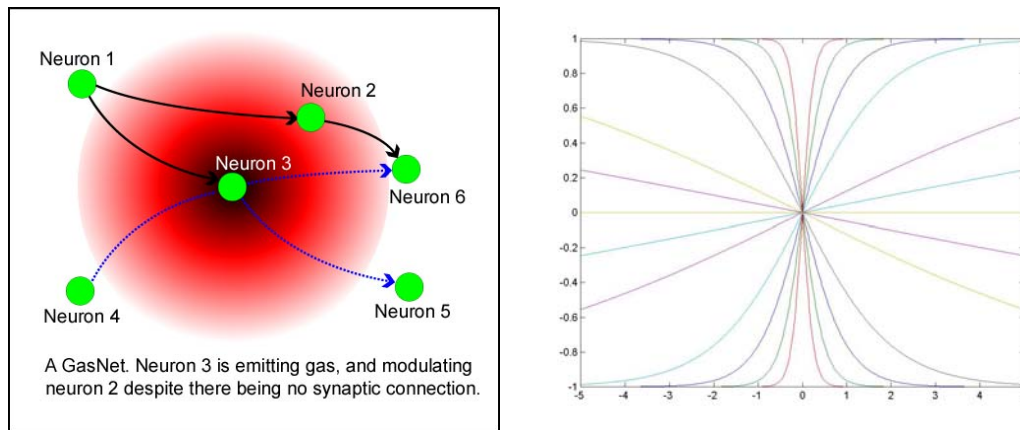 Neuron 1
Neuron 2
Neuron 3
Neuron 6
Neuron 4
Neuron 5
A GasNet. Neuron 3 is emitting gas, and modulating
neuron 2 despite there being no synaptic connection.
1
0.8
0.6
0.4
0.2
0
-0.2
-0.4
-0.6
-0.8
-1
-5 -4 -3 -2 -1 0 1 2 3 4